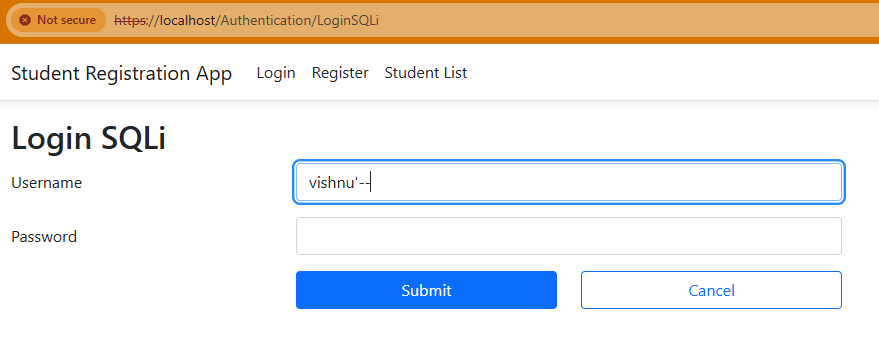 Not secure https://localhost/Authentication/LoginSQLi
Student Registration App Login Register Student List
Login SQLi
Username vishnu'--
Password
Submit Cancel